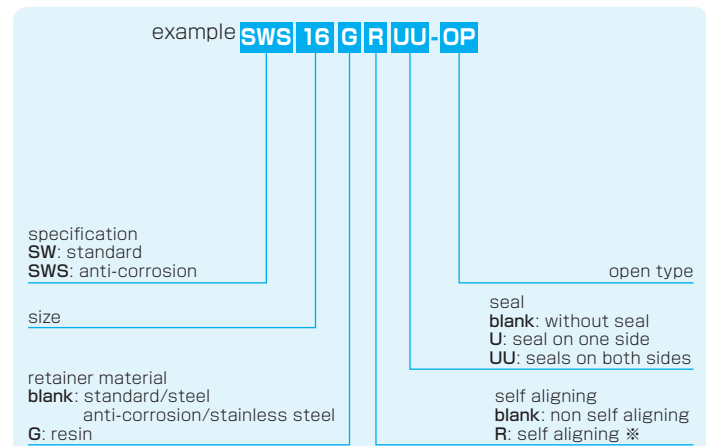 example SWS 16 G R UU-OP
specification
SW: standard
SWS: anti-corrosion
size
retainer material
blank: standard/steel
anti-corrosion/stainless steel
G: resin
open type
seal
blank: without seal
U: seal on one side
UU: seals on both sides
self aligning
blank: non self aligning
R: self aligning ※